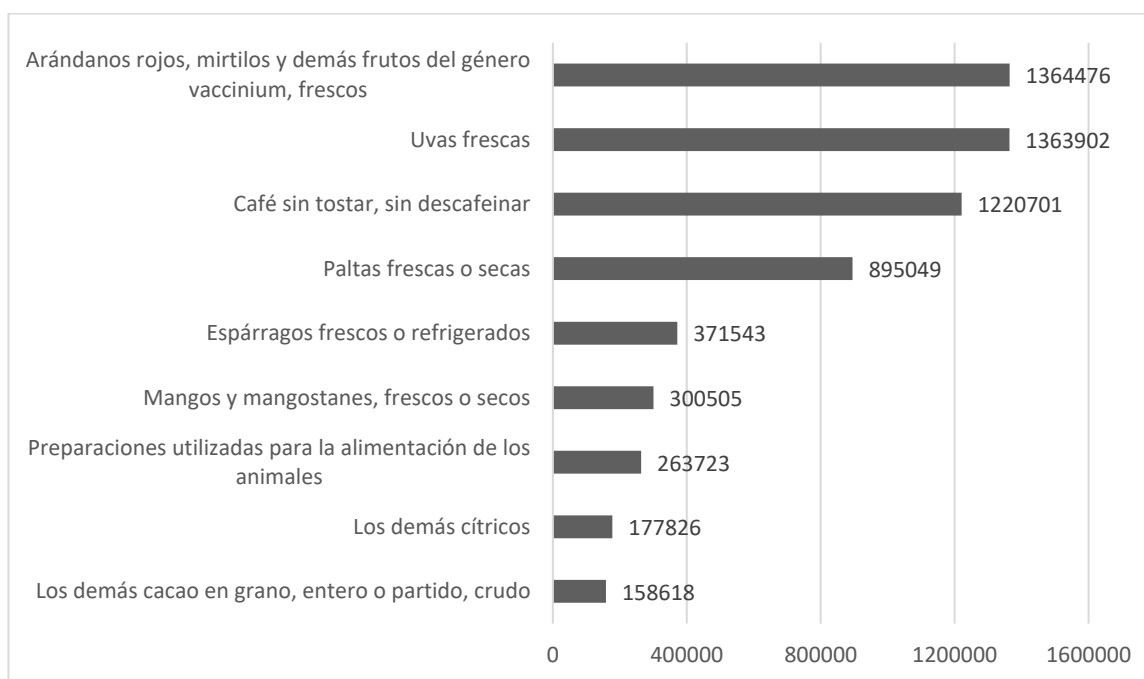 Arándanos rojos, mirtilos y demás frutos del género
vaccinium, frescos
1364476
Uvas frescas
1363902
Café sin tostar, sin descafeinar
1220701
Paltas frescas o secas
895049
Espárragos frescos o refrigerados
371543
Mangos y mangostanes, frescos o secos
300505
Preparaciones utilizadas para la alimentación de los
animales
263723
Los demás cítricos
177826
Los demás cacao en grano, entero o partido, crudo
158618
0 400000 800000 1200000 1600000